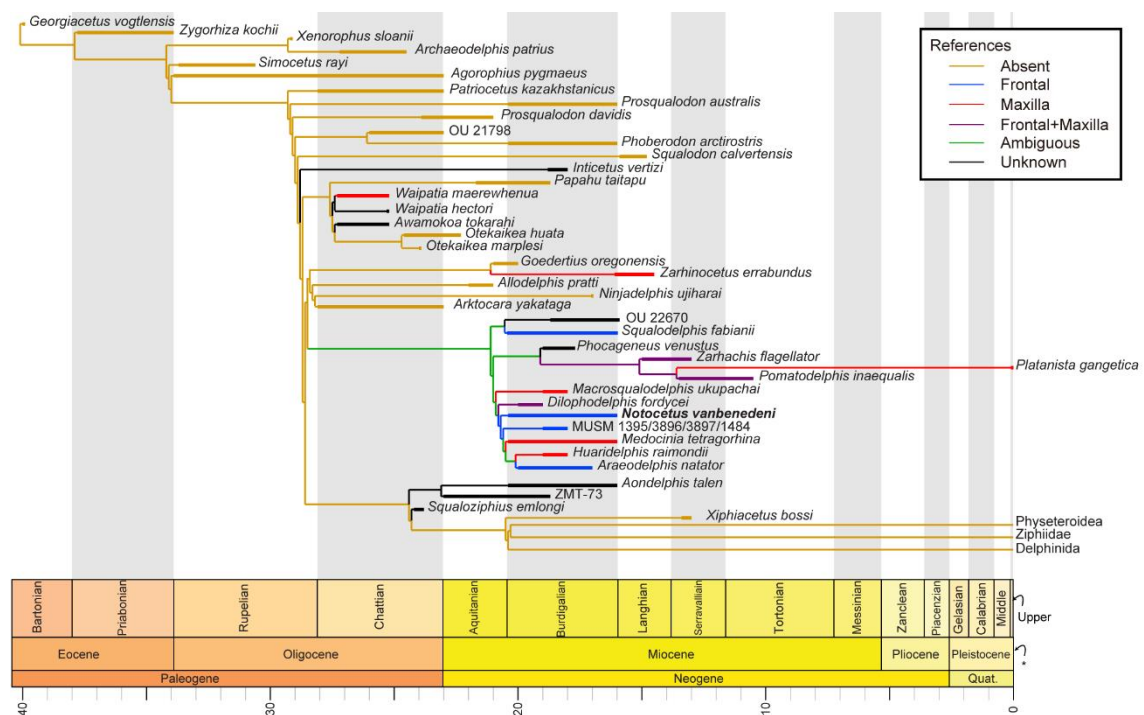 Georgiacetus vogtlensis
Zygorhiza kochii
Xenorophus sloanii
Archaeodelphis patrius
Simocetus rayi
Agorophius pygmaeus
Patriocetus kazakhstanicus
Prosqualodon australis
Prosqualodon davidis
OU 21798
Phoberodon arctirostris
Squalodon calvertensis
Inticetus vertizi
Papahu taitapu
Waipatia maerewhenua
Waipatia hectori
Awamokoa tokarahi
Otekaikea huata
Otekaikea marplesi
Goedertius oregonensis
Zarhinocetus errabundus
Allodelphis pratti
Ninjadelphis ujiharai
Arktocara yakataga
OU 22670
Squalodelphis fabianii
Phocageneus venustus
Zarhachis flagellator
Platanista gangetica
Pomatodelphis inaequalis
Macrosqualodelphis ukupachai
Dilophodelphis fordycei
Notocetus vanbenedeni
MUSM 1395/3896/3897/1484
Medocinia tetragorhina
Huaridelphis raimondii
Araeodelphis natator
Aondelphis talen
ZMT-73
Squaloziphius emlongi
Xiphiacetus bossi
Physeteroidea
Ziphiidae
Delphinida
References
Absent
Frontal
Maxilla
Frontal+Maxilla
Ambiguous
Unknown
Bartonian
Priabonian
Rupelian
Chattian
Aquitanian
Burdigalian
Langhian
Serravalliain
Tortonian
Messinian
Zanclean
Piacenzian
Gelasian
Calabrian
Middle
Upper
Eocene
Oligocene
Miocene
Pliocene
Pleistocene
*
Paleogene
Neogene
Quat.
40
30
20
10
0